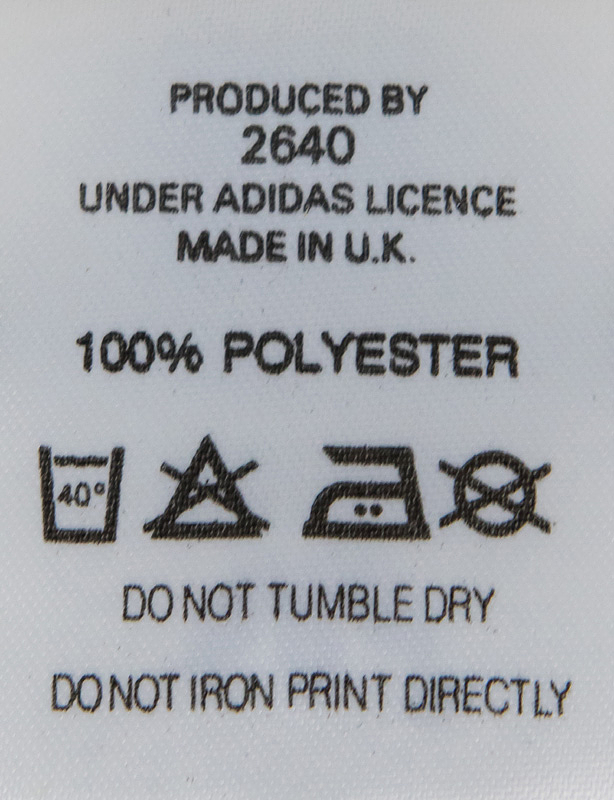 PRODUCED BY
2640
UNDER ADIDAS LICENCE
MADE IN U.K.
100% POLYESTER
40°
DO NOT TUMBLE DRY
DO NOT IRON PRINT DIRECTLY